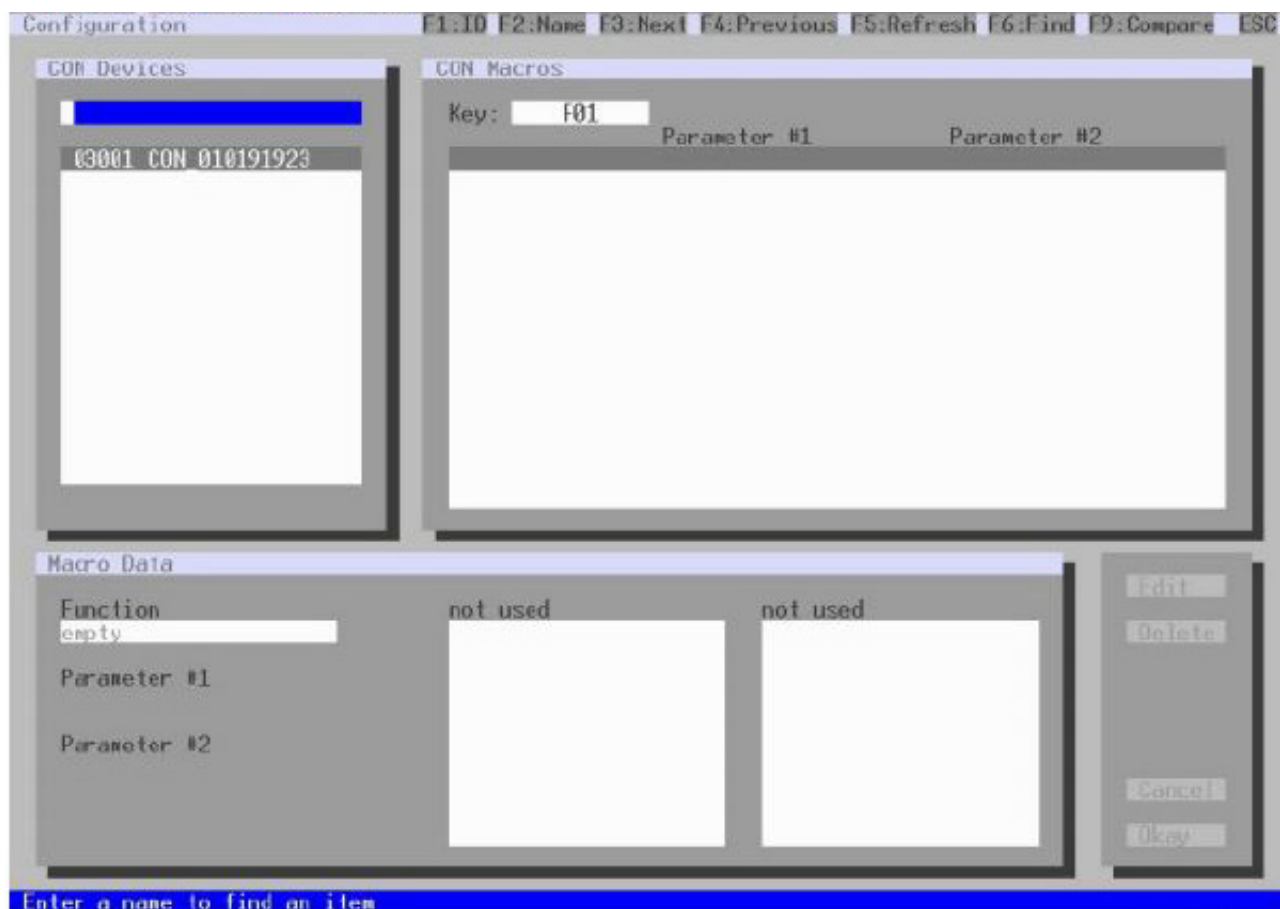 Configuration F1:ID F2:Name F3:Next F4:Previous F5:Refresh F6:Find F9:Compare ESC
CON Devices
03001 CON_010191923
CON Macros
Key: F01
Parameter #1 Parameter #2
Macro Data
Function
empty
Parameter #1
Parameter #2
not used
not used
Edit
Delete
Cancel
Okay
Enter a name to find an item